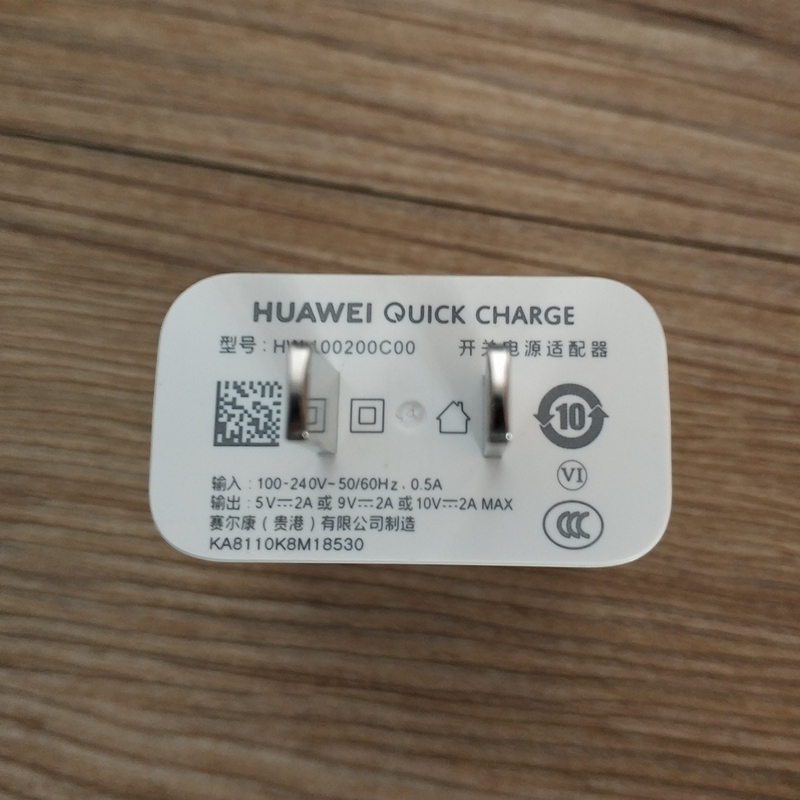 HUAWEI QUICK CHARGE
型号: 开关电源适配器
10
VI
输入: 100-240V~50/60Hz, 0.5A
输出: 5V⎓2A 或 9V⎓2A 或 10V⎓2A MAX
赛尔康(贵港)有限公司制造
CCC
KA8110K8M18530